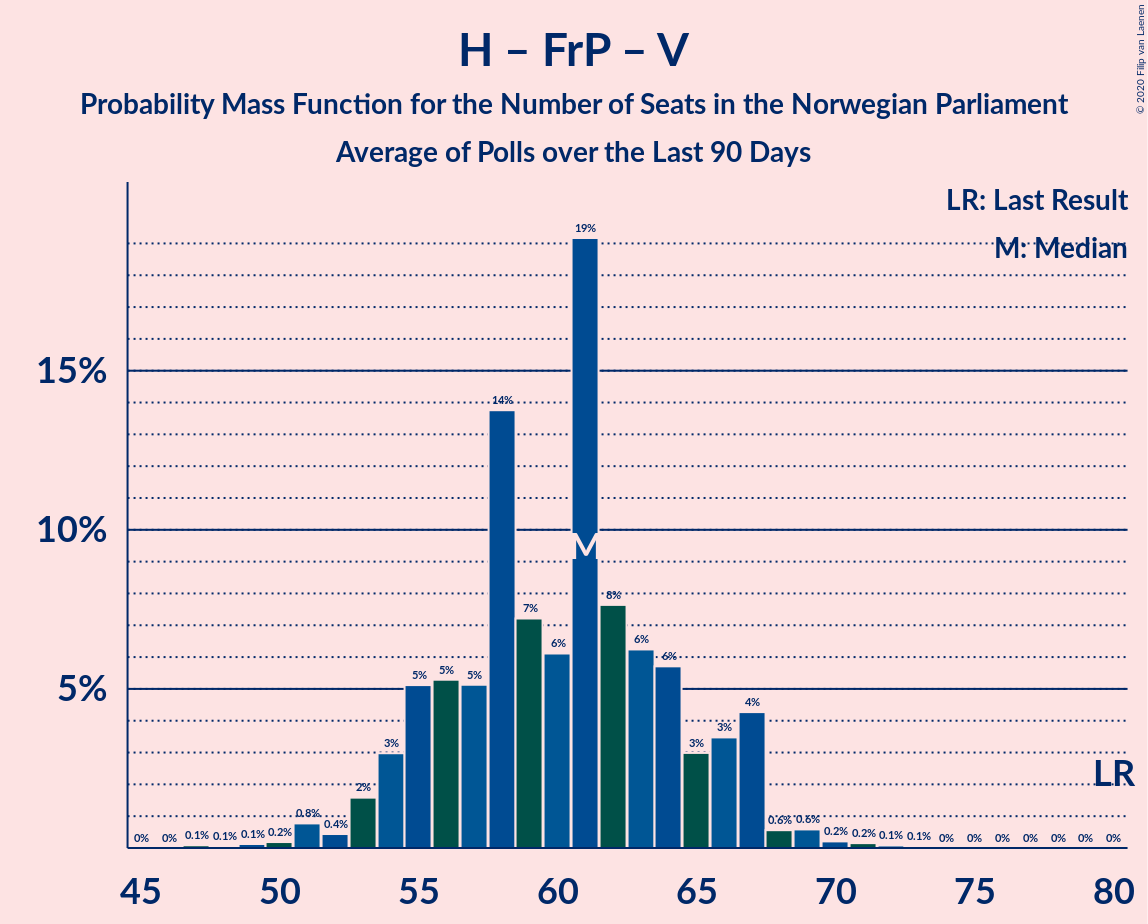 H – FrP – V
Probability Mass Function for the Number of Seats in the Norwegian Parliament
Average of Polls over the Last 90 Days
© 2020 Filip van Laenen
LR: Last Result
M: Median
15%
10%
5%
0% 0% 0.1% 0.1% 0.1% 0.2% 0.8% 0.4% 2% 3% 5% 5% 5% 14% 7% 6% 19% 8% 6% 6% 3% 3% 4% 0.6% 0.6% 0.2% 0.2% 0.1% 0.1% 0% 0% 0% 0% 0% 0% 0%
M
LR
45 50 55 60 65 70 75 80